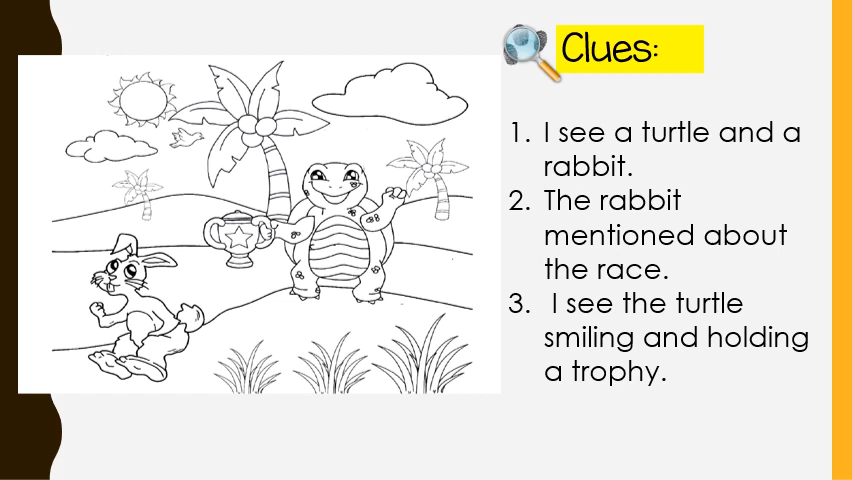 Clues:
1. I see a turtle and a
rabbit.
2. The rabbit
mentioned about
the race.
3. I see the turtle
smiling and holding
a trophy.